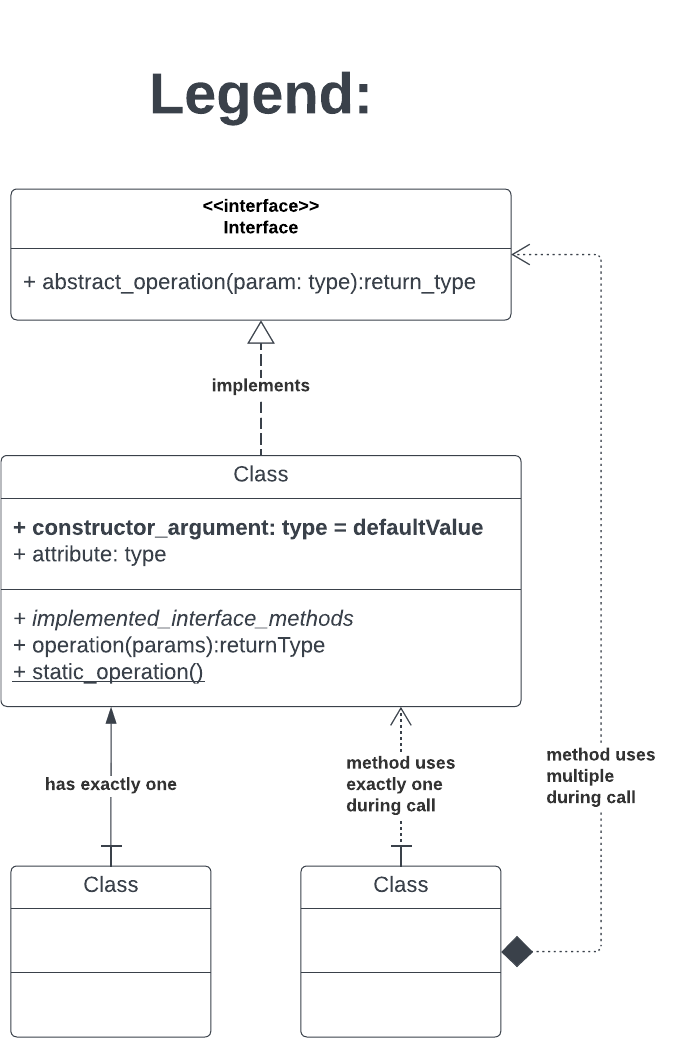 Legend:
<<interface>>
Interface
+ abstract_operation(param: type):return_type
implements
Class
+ constructor_argument: type = defaultValue
+ attribute: type
+ implemented_interface_methods
+ operation(params):returnType
+ static_operation()
has exactly one
method uses
exactly one
during call
method uses
multiple
during call
Class
Class